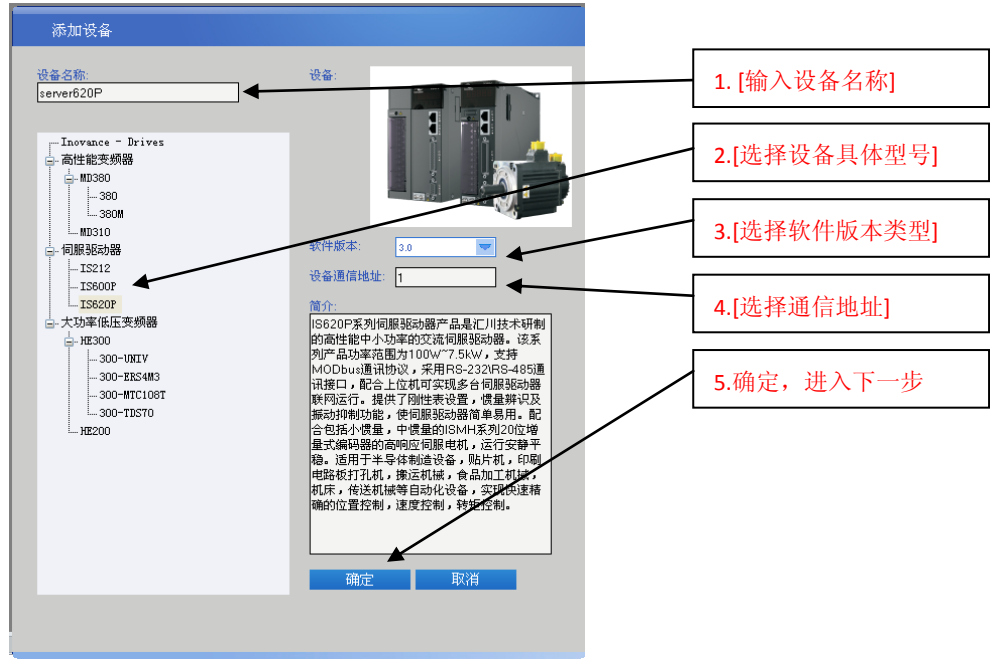 添加设备
设备名称:
server620P
Inovance - Drives
高性能变频器
MD380
380
380M
MD310
伺服驱动器
IS212
IS600P
IS620P
大功率低压变频器
HE300
300-UNIV
300-ERS4M3
300-MTC108T
300-TDS70
HE200
设备:
软件版本:
3.0
设备通信地址:
1
简介:
IS620P系列伺服驱动器产品是汇川技术研制
的高性能中小功率的交流伺服驱动器。该系
列产品功率范围为100W~7.5kW，支持
MODbus通讯协议，采用RS-232\RS-485通
讯接口，配合上位机可实现多台伺服驱动器
联网运行。提供了刚性表设置，惯量辨识及
振动抑制功能，使伺服驱动器简单易用。配
合包括小惯量，中惯量的ISMH系列20位增
量式编码器的高响应伺服电机，运行安静平
稳。适用于半导体制造设备，贴片机，印刷
电路板打孔机，搬运机械，食品加工机械，
机床，传送机械等自动化设备，实现快速精
确的位置控制，速度控制，转矩控制。
确定
取消
1. [输入设备名称]
2.[选择设备具体型号]
3.[选择软件版本类型]
4.[选择通信地址]
5.确定，进入下一步